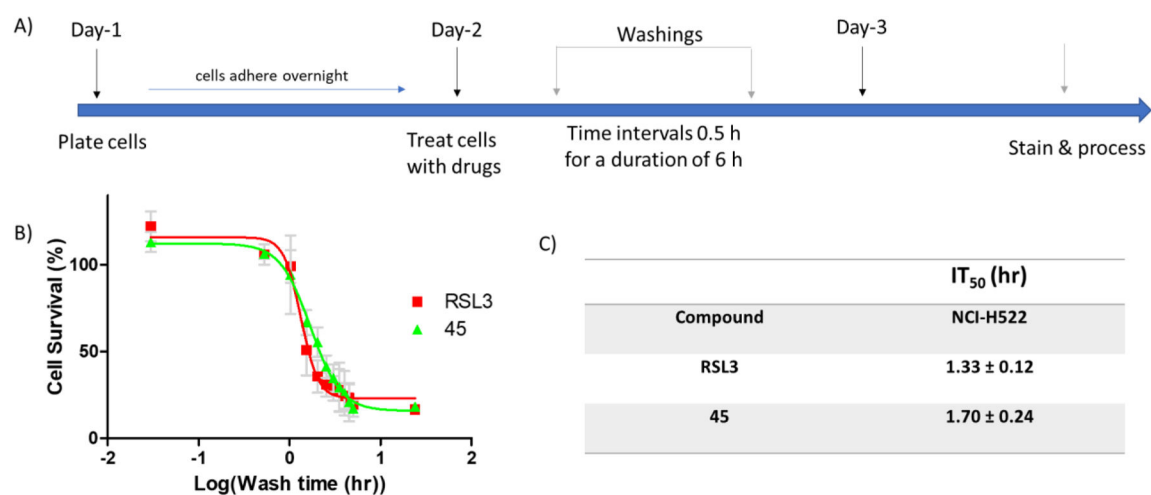 A)
Day-1
Day-2
Washings
Day-3
cells adhere overnight
Plate cells
Treat cells
with drugs
Time intervals 0.5 h
for a duration of 6 h
Stain & process
B)
Cell Survival (%)
100
50
0
-2
-1
0
1
2
Log(Wash time (hr))
RSL3
45
C)
IT₅₀ (hr)
Compound NCI-H522
RSL3 1.33 ± 0.12
45 1.70 ± 0.24